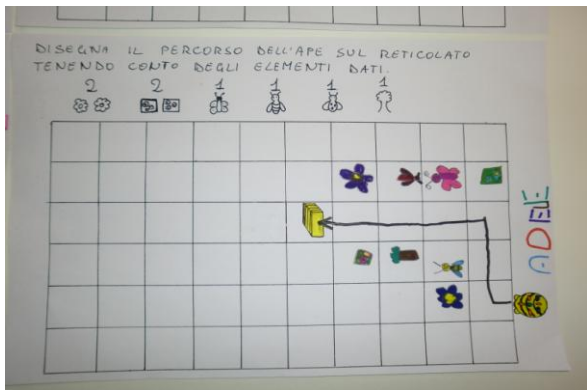 DISEGNA IL PERCORSO DELL'APE SUL RETICOLATO
TENENDO CONTO DEGLI ELEMENTI DATI.
2 2 1 1 1 1
ADELE